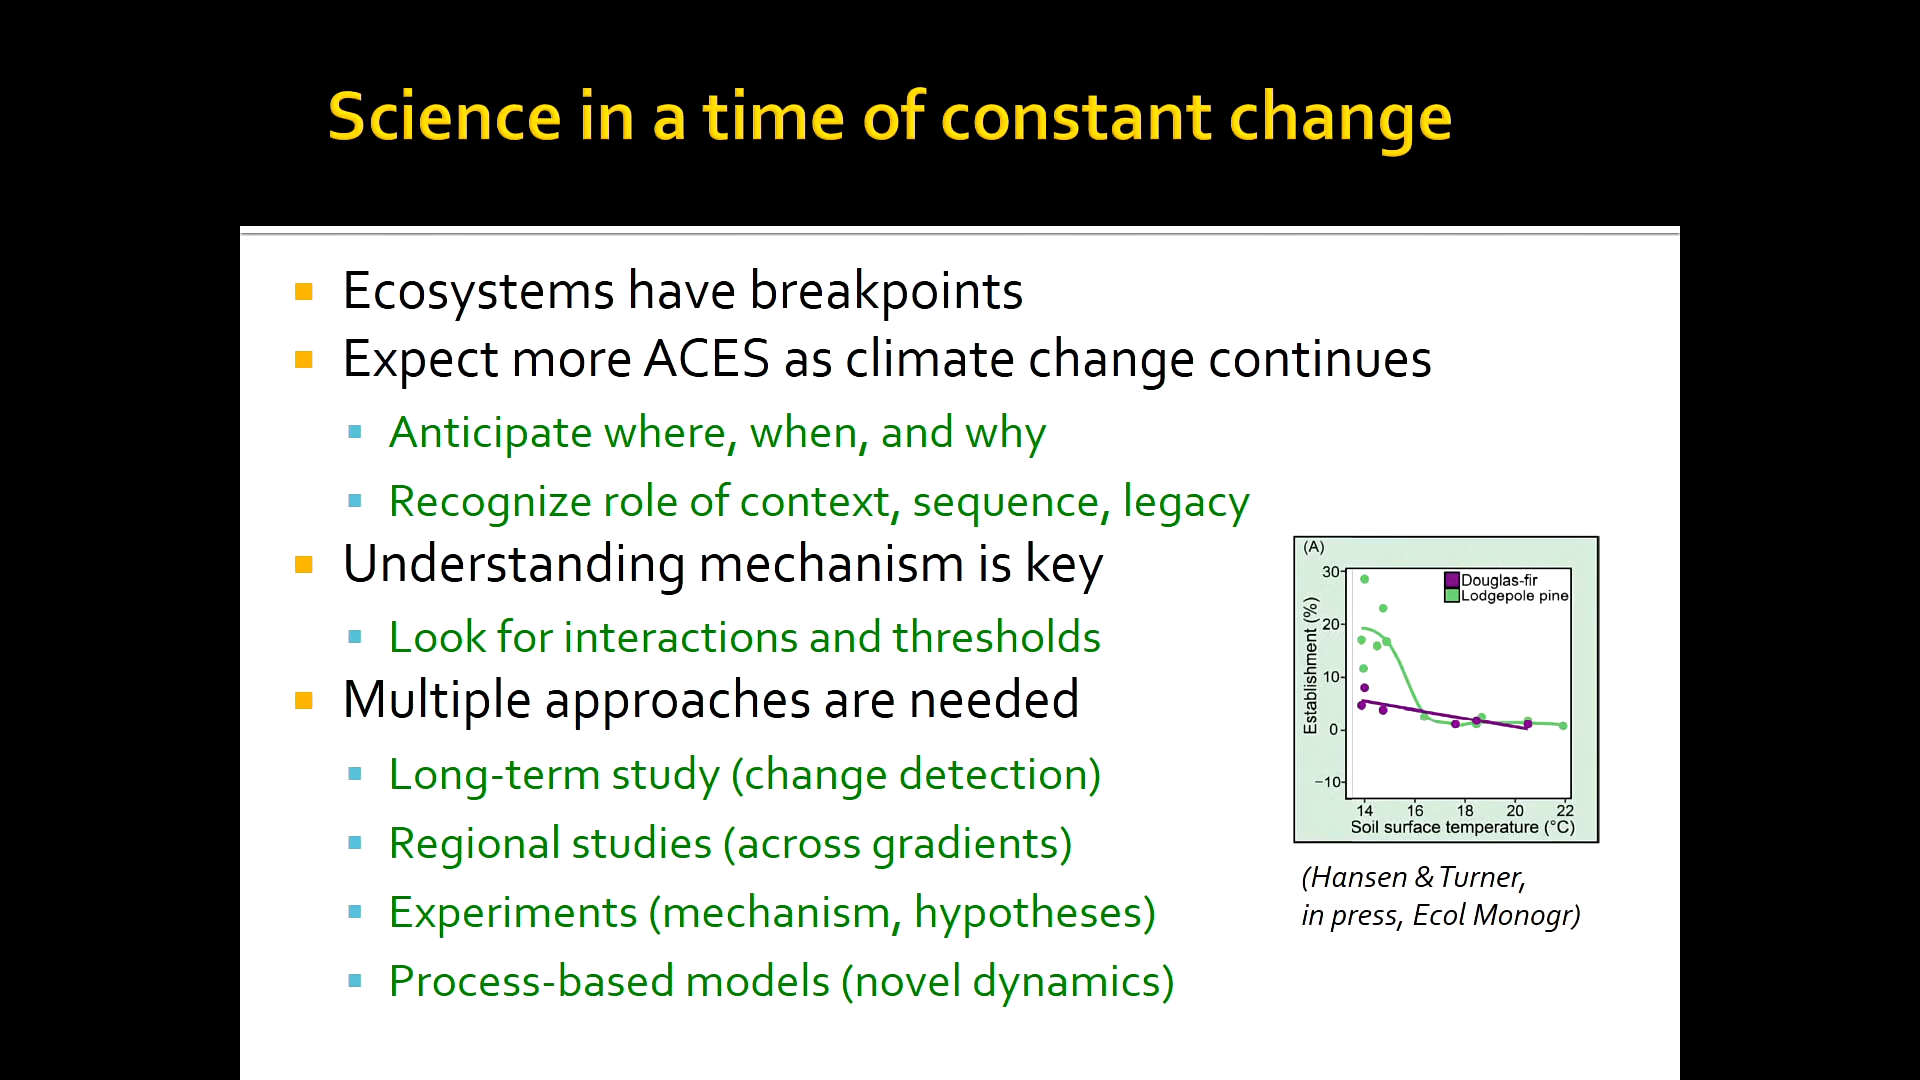 Science in a time of constant change
Ecosystems have breakpoints
Expect more ACES as climate change continues
Anticipate where, when, and why
Recognize role of context, sequence, legacy
Understanding mechanism is key
Look for interactions and thresholds
Multiple approaches are needed
Long-term study (change detection)
Regional studies (across gradients)
Experiments (mechanism, hypotheses)
Process-based models (novel dynamics)
(A)
Douglas-fir
Lodgepole pine
Establishment (%)
30
20
10
0
−10
14 16 18 20 22
Soil surface temperature (°C)
(Hansen & Turner,
in press, Ecol Monogr)